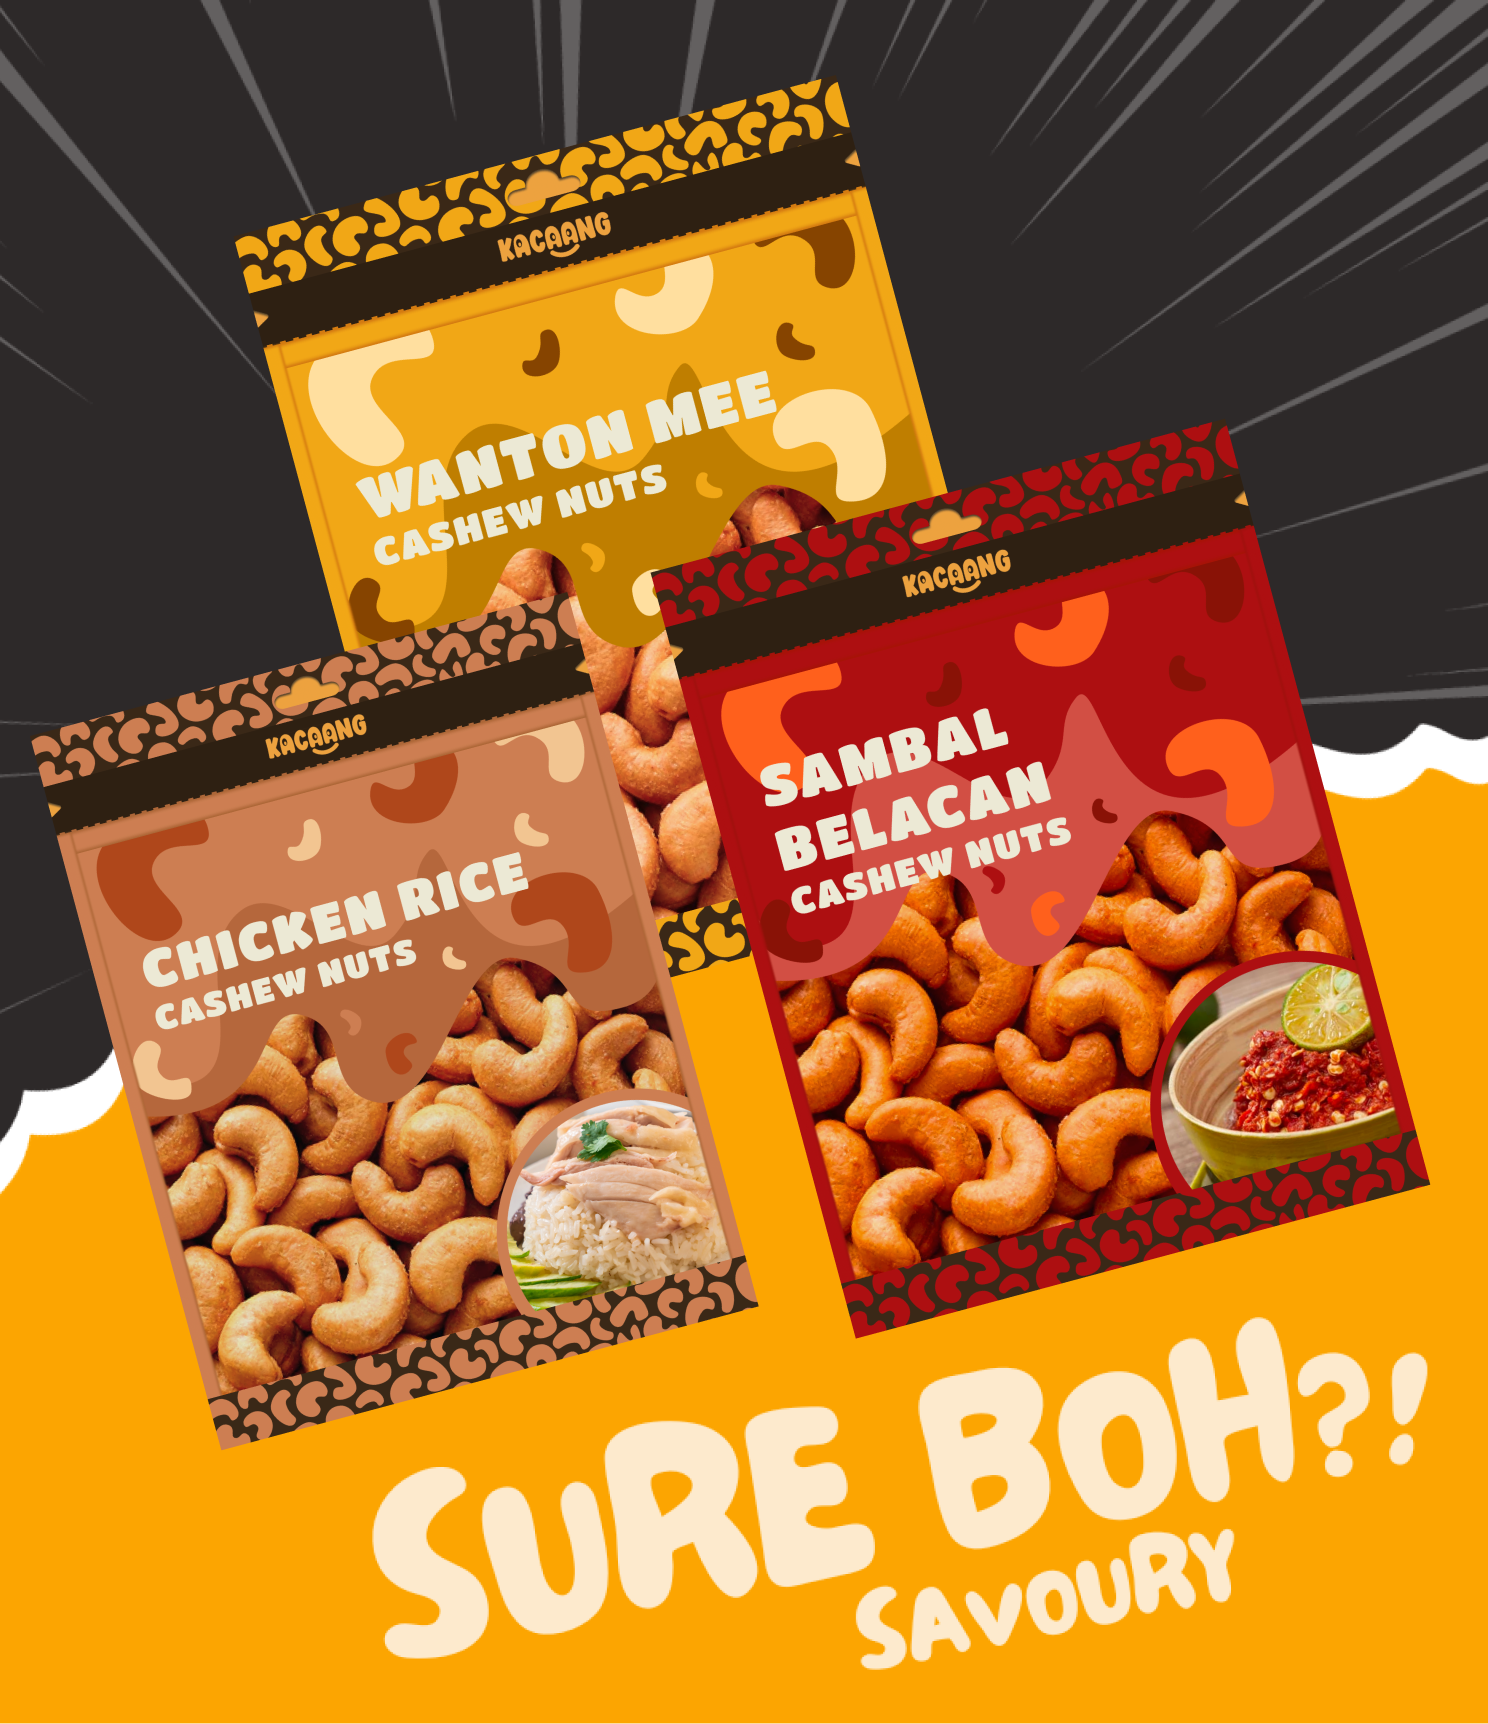 KACAANG
WANTON MEE
CASHEW NUTS
KACAANG
SAMBAL
BELACAN
CASHEW NUTS
KACAANG
CHICKEN RICE
CASHEW NUTS
SURE BOH?!
SAVOURY